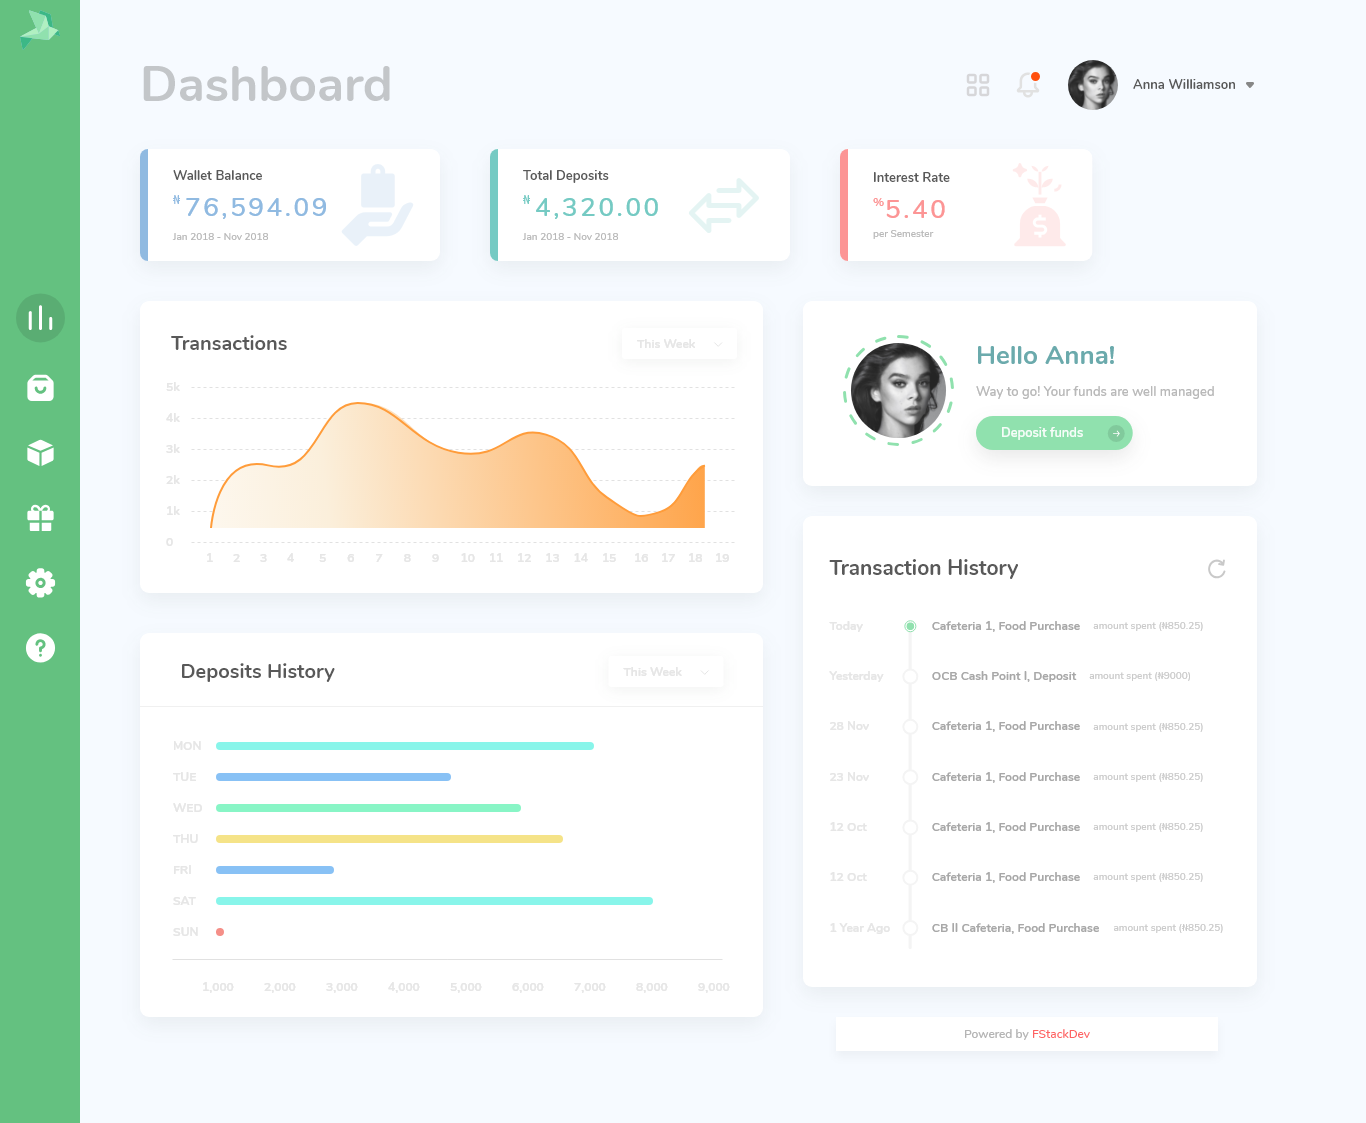 Dashboard
Anna Williamson
Wallet Balance
₦ 76,594.09
Jan 2018 - Nov 2018
Total Deposits
₦ 4,320.00
Jan 2018 - Nov 2018
Interest Rate
%5.40
per Semester
$
Transactions
This Week
5k
4k
3k
2k
1k
0
1 2 3 4 5 6 7 8 9 10 11 12 13 14 15 16 17 18 19
Hello Anna!
Way to go! Your funds are well managed
Deposit funds
Deposits History
This Week
MON
TUE
WED
THU
FRI
SAT
SUN
1,000 2,000 3,000 4,000 5,000 6,000 7,000 8,000 9,000
Transaction History
Today Cafeteria 1, Food Purchase amount spent (₦850.25)
Yesterday OCB Cash Point I, Deposit amount spent (₦9000)
28 Nov Cafeteria 1, Food Purchase amount spent (₦850.25)
23 Nov Cafeteria 1, Food Purchase amount spent (₦850.25)
12 Oct Cafeteria 1, Food Purchase amount spent (₦850.25)
12 Oct Cafeteria 1, Food Purchase amount spent (₦850.25)
1 Year Ago CB II Cafeteria, Food Purchase amount spent (₦850.25)
Powered by FStackDev
?